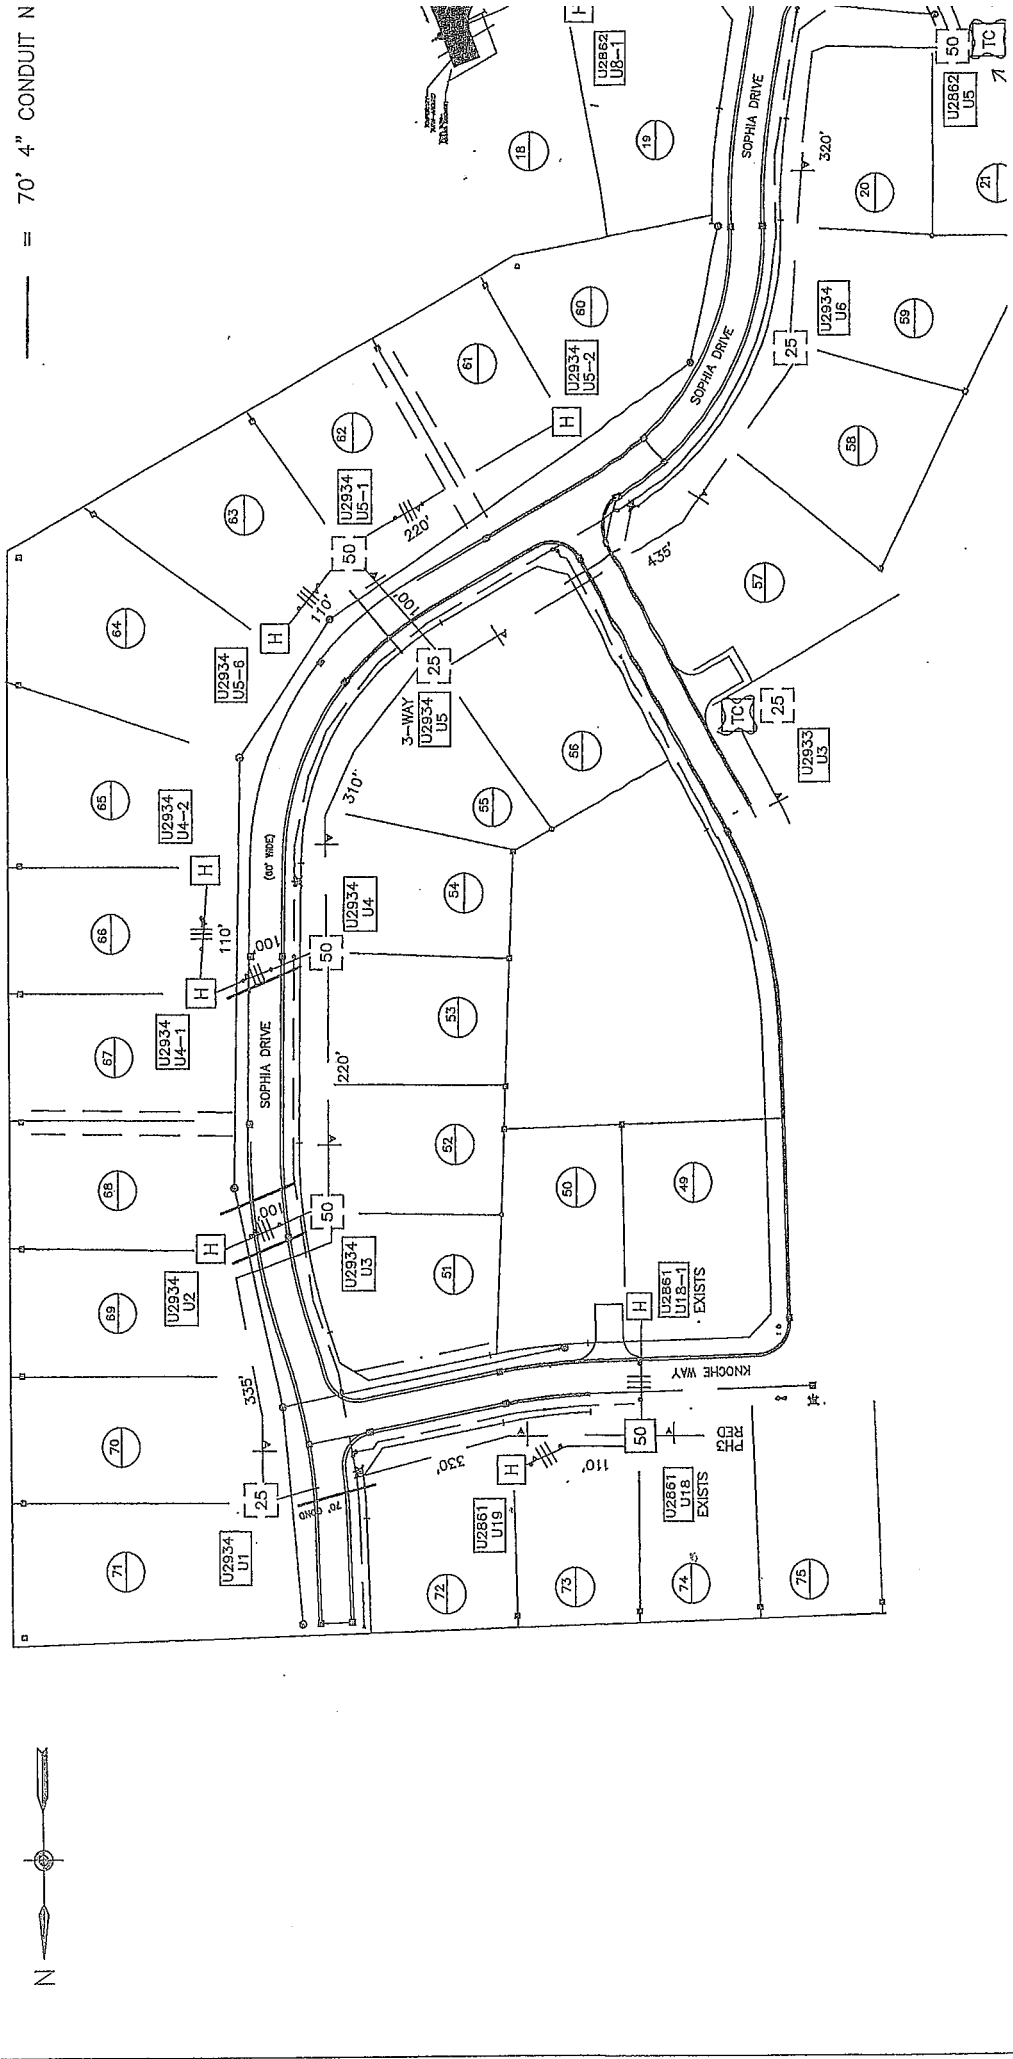 = 70' 4" CONDUIT N
18
19
U2862
U8-1
SOPHIA DRIVE
320'
50
TC
U2862
U5
20
21
60
61
62
63
64
U2934
U5-2
H
SOPHIA DRIVE
U2934
U6
25
59
58
57
U2934
U5-1
50
220'
110'
100'
H
U2934
U5-6
435'
25
3-WAY
U2934
U5
TC
25
U2933
U3
56
55
54
310'
65
66
67
U2934
U4-2
H
110'
H
U2934
U4-1
(60' WIDE)
100'
U2934
U4
50
SOPHIA DRIVE
220'
53
52
51
50
49
68
69
70
71
100'
H
U2934
U2
50
U2934
U3
335'
25
U2934
U1
70' COND
330'
H
110'
U2861
U19
H
U2861
U18-1
EXISTS
KNOCHE WAY
50
PH3
RED
U2861
U18
EXISTS
72
73
74
75
N